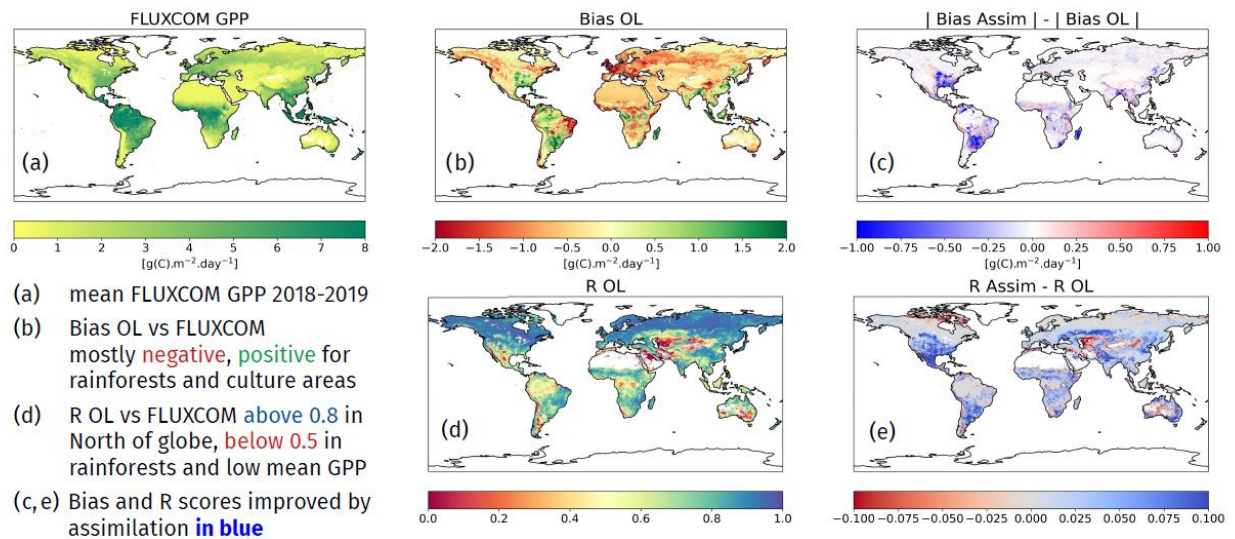 FLUXCOM GPP
Bias OL
| Bias Assim | - | Bias OL |
(a)
(b)
(c)
0 1 2 3 4 5 6 7 8
[g(C).m⁻².day⁻¹]
−2.0 −1.5 −1.0 −0.5 0.0 0.5 1.0 1.5 2.0
[g(C).m⁻².day⁻¹]
−1.00 −0.75 −0.50 −0.25 0.00 0.25 0.50 0.75 1.00
[g(C).m⁻².day⁻¹]
(a) mean FLUXCOM GPP 2018-2019
(b) Bias OL vs FLUXCOM
mostly negative, positive for
rainforests and culture areas
(d) R OL vs FLUXCOM above 0.8 in
North of globe, below 0.5 in
rainforests and low mean GPP
(c,e) Bias and R scores improved by
assimilation in blue
R OL
R Assim - R OL
(d)
(e)
0.0 0.2 0.4 0.6 0.8 1.0
−0.100 −0.075 −0.050 −0.025 0.000 0.025 0.050 0.075 0.100